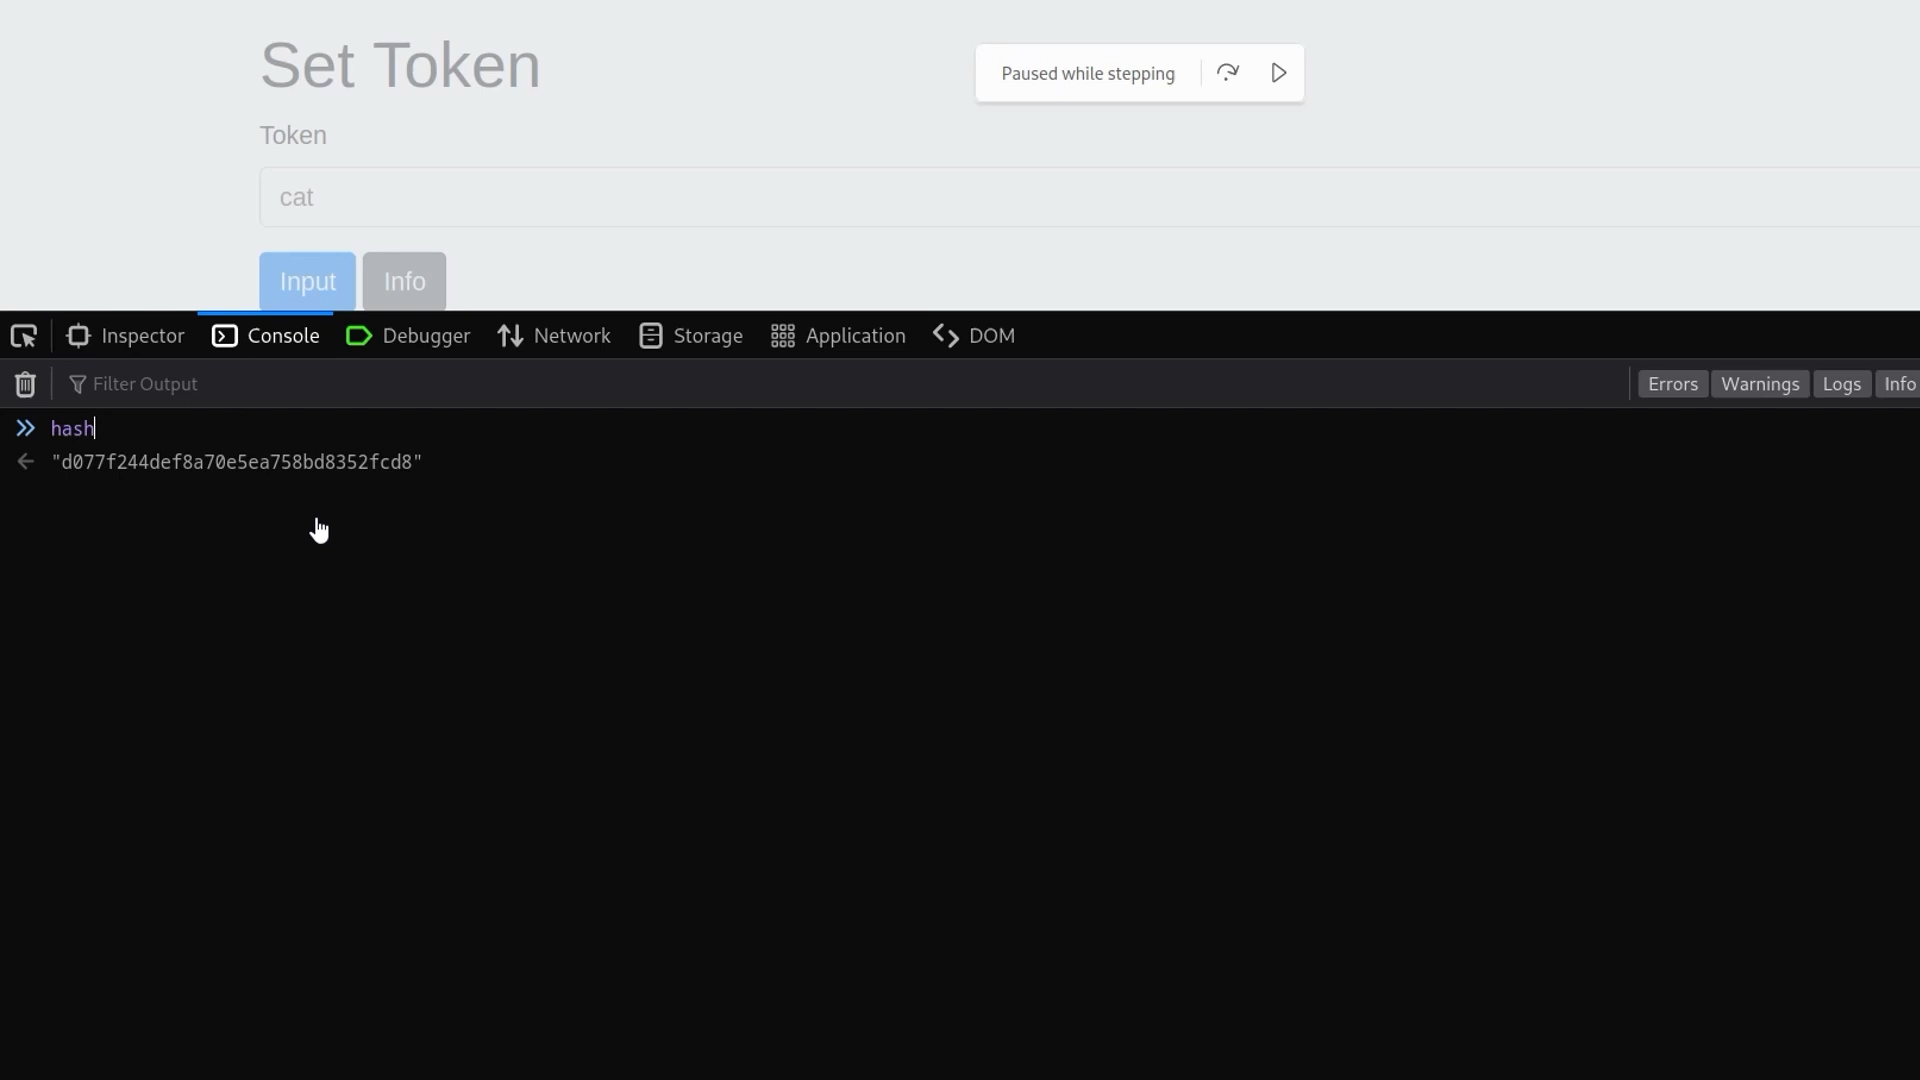 Set Token
Paused while stepping
Token
cat
Input Info
Inspector Console Debugger Network Storage Application DOM
Filter Output Errors Warnings Logs Info
hash
"d077f244def8a70e5ea758bd8352fcd8"